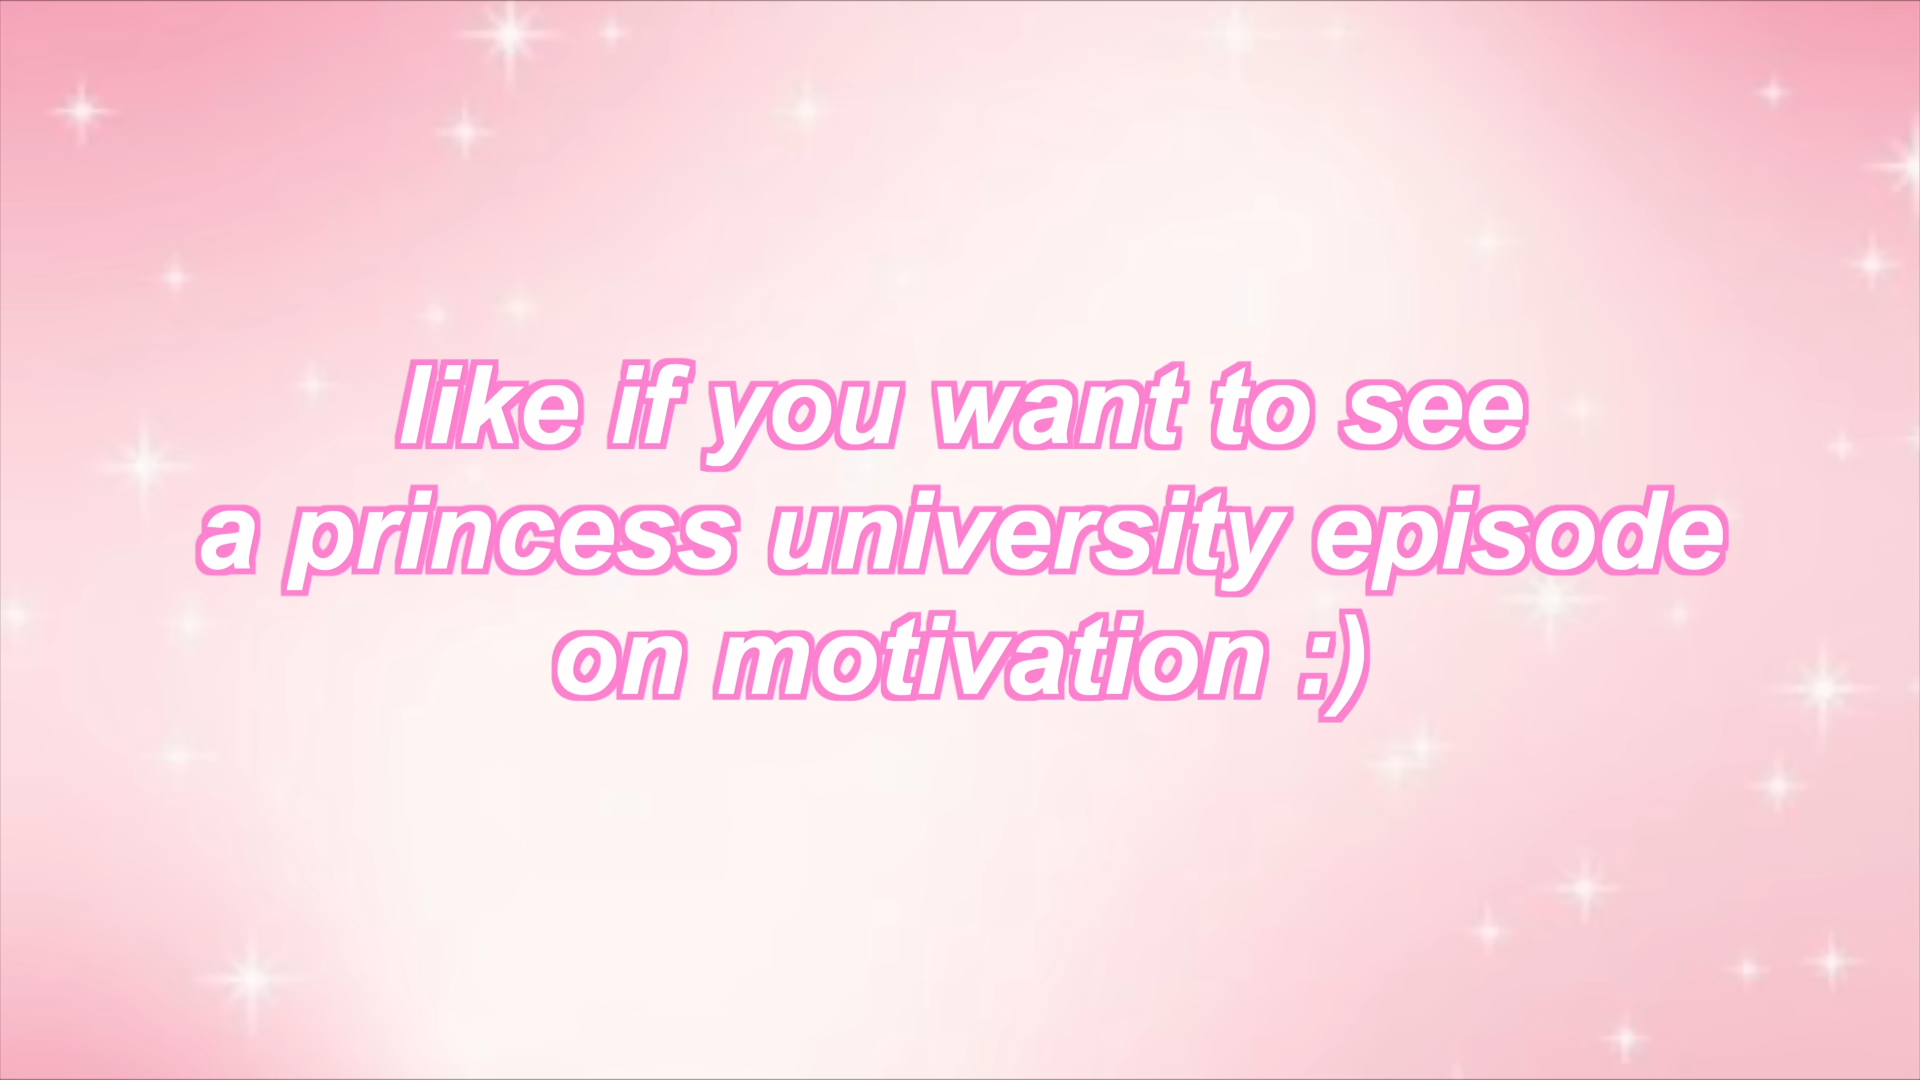 like if you want to see
a princess university episode
on motivation :)